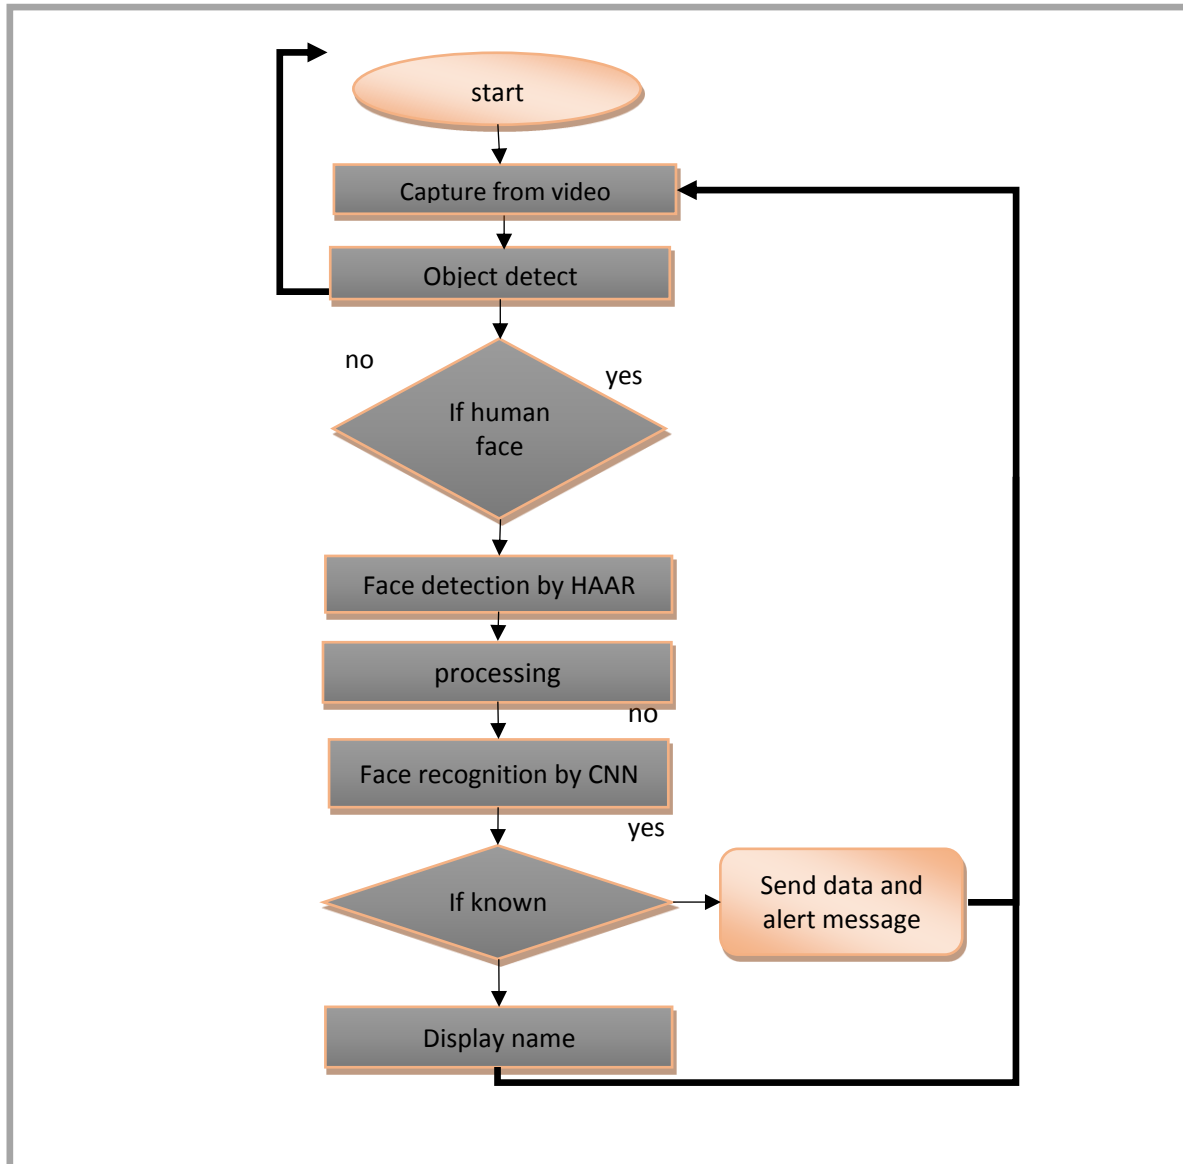 start
Capture from video
Object detect
no
yes
If human
face
Face detection by HAAR
processing
no
Face recognition by CNN
yes
If known
Send data and
alert message
Display name